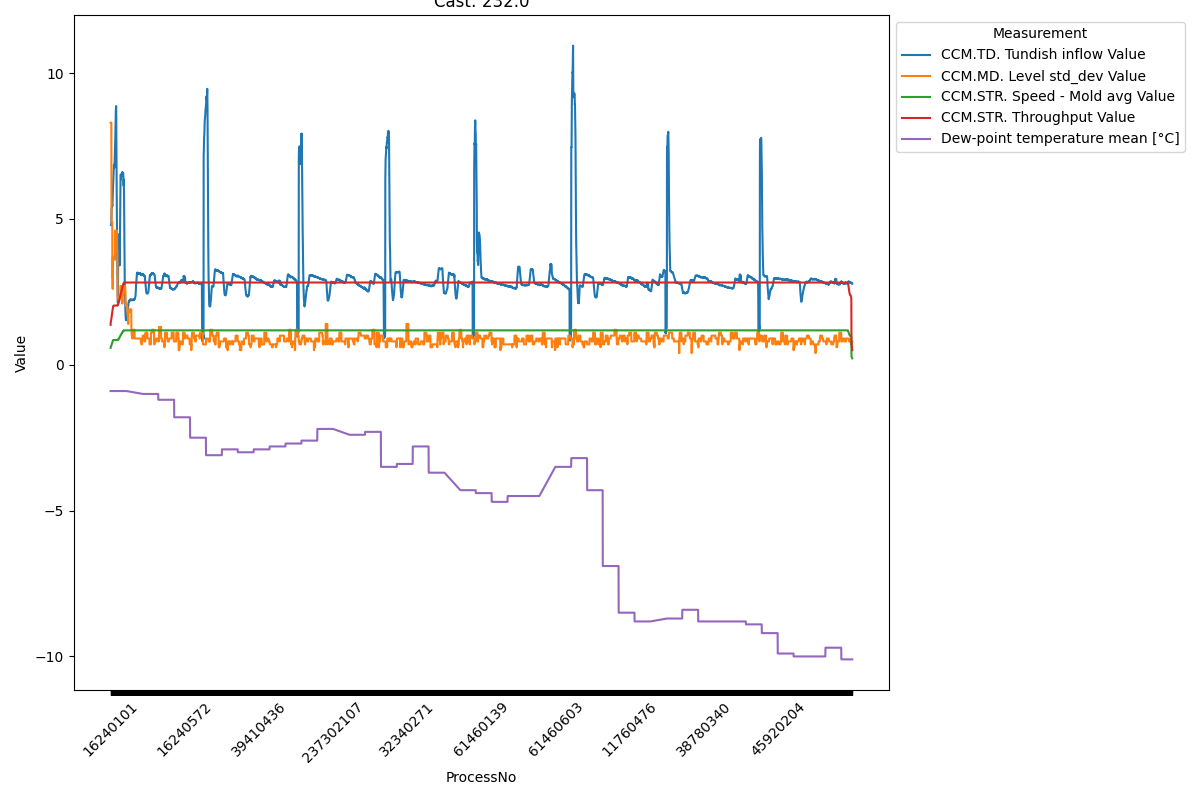 Cast: 232.0
Measurement
CCM.TD. Tundish inflow Value
CCM.MD. Level std_dev Value
CCM.STR. Speed - Mold avg Value
CCM.STR. Throughput Value
Dew-point temperature mean [°C]
Value
10
5
0
−5
−10
16240101
16240572
39410436
237302107
32340271
61460139
61460603
11760476
38780340
45920204
ProcessNo